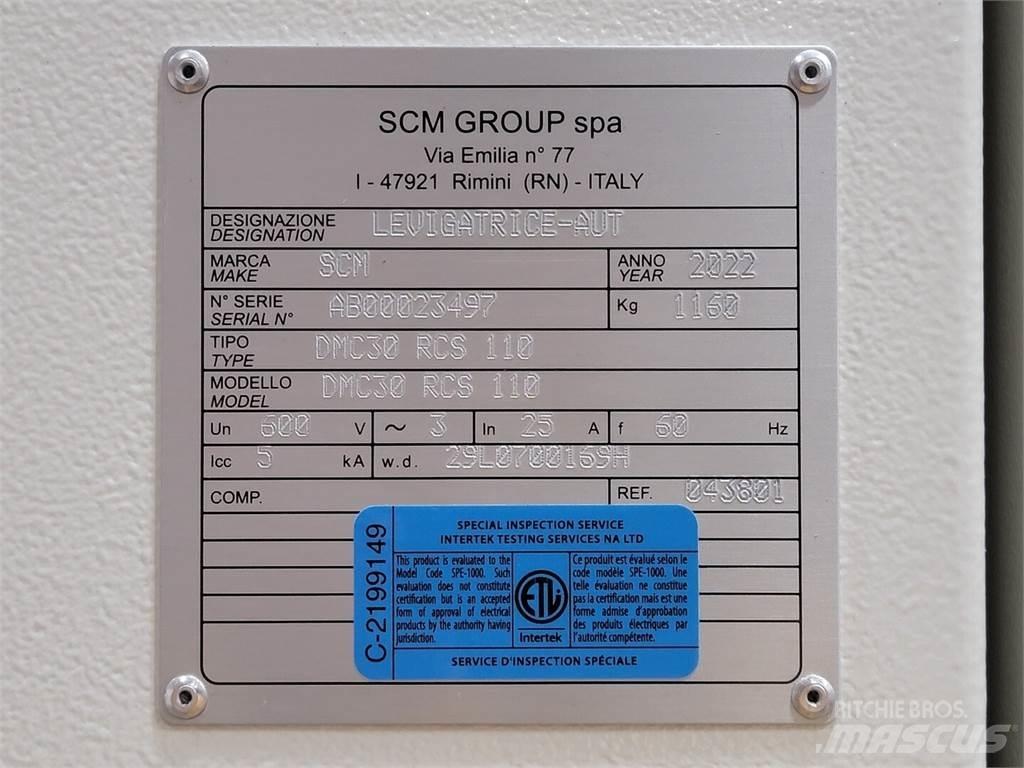 SCM GROUP spa
Via Emilia n° 77
I - 47921 Rimini (RN) - ITALY
DESIGNAZIONE LEVIGATRICE-AUT
DESIGNATION
MARCA SCM ANNO 2022
MAKE YEAR
N° SERIE AB00023497 Kg 1160
SERIAL N°
TIPO DMC30 RCS 110
TYPE
MODELLO DMC30 RCS 110
MODEL
Un 600 V ~ 3 In 25 A f 60 Hz
Icc 5 kA w.d. 29L0700169H
COMP. REF. 043801
C-2199149
SPECIAL INSPECTION SERVICE
INTERTEK TESTING SERVICES NA LTD
This product is evaluated to the
Model Code SPE-1000. Such
evaluation does not constitute
certification but is an accepted
form of approval of electrical
products by the authority having
jurisdiction.
ETL
Intertek
Ce produit est évalué selon le
code modèle SPE-1000. Une
telle évaluation ne constitue
pas la certification mais est une
forme admise d'approbation
des produits électriques par
l'autorité compétente.
SERVICE D'INSPECTION SPÉCIALE
RITCHIE BROS.
MASCUS